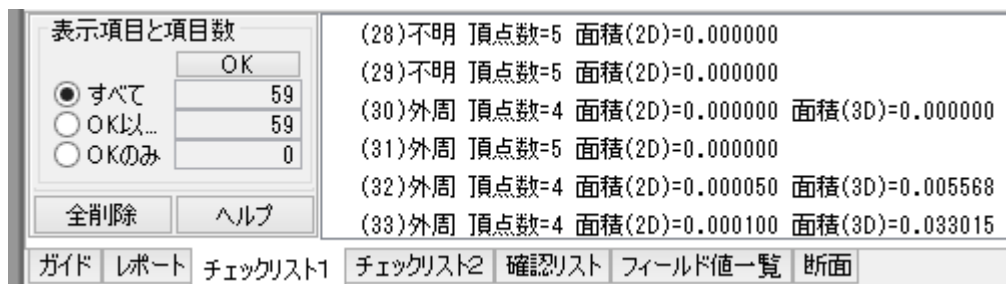 表示項目と項目数
OK
すべて 59
OK以... 59
OKのみ 0
全削除 ヘルプ
(28)不明 頂点数=5 面積(2D)=0.000000
(29)不明 頂点数=5 面積(2D)=0.000000
(30)外周 頂点数=4 面積(2D)=0.000000 面積(3D)=0.000000
(31)外周 頂点数=5 面積(2D)=0.000000
(32)外周 頂点数=4 面積(2D)=0.000050 面積(3D)=0.005568
(33)外周 頂点数=4 面積(2D)=0.000100 面積(3D)=0.033015
ガイド レポート チェックリスト1 チェックリスト2 確認リスト フィールド値一覧 断面